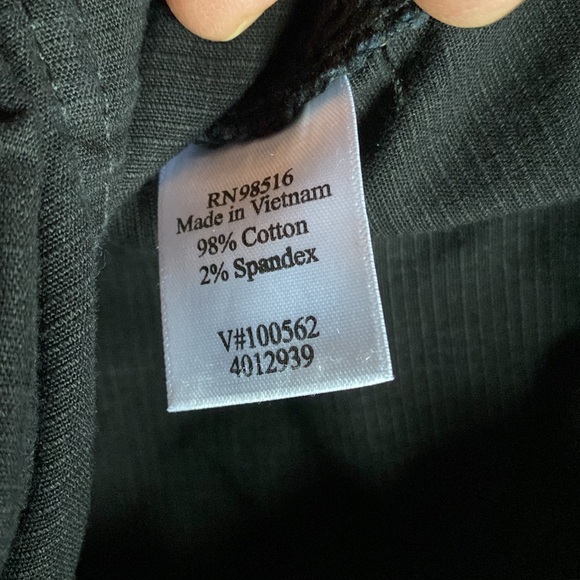 RN98516
Made in Vietnam
98% Cotton
2% Spandex
V#100562
4012939